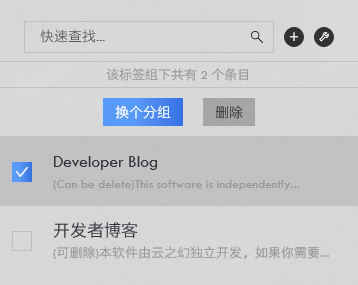 快速查找...
该标签组下共有 2 个条目
换个分组 删除
Developer Blog
(Can be delete)This software is independently...
开发者博客
(可删除)本软件由云之幻独立开发，如果你需要...